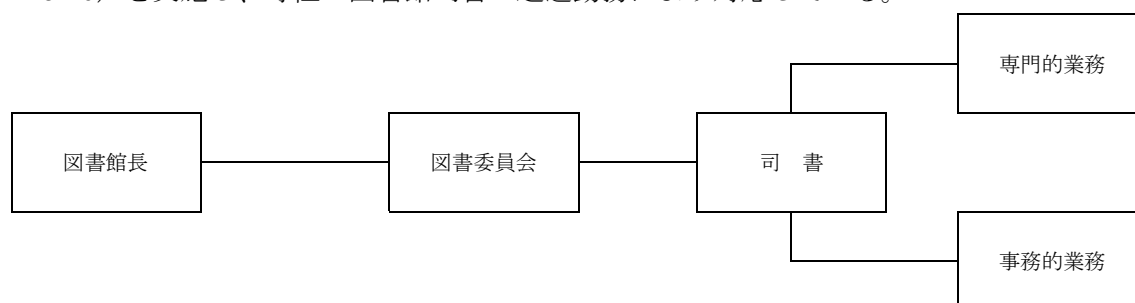 専門的業務
図書館長
図書委員会
司 書
事務的業務